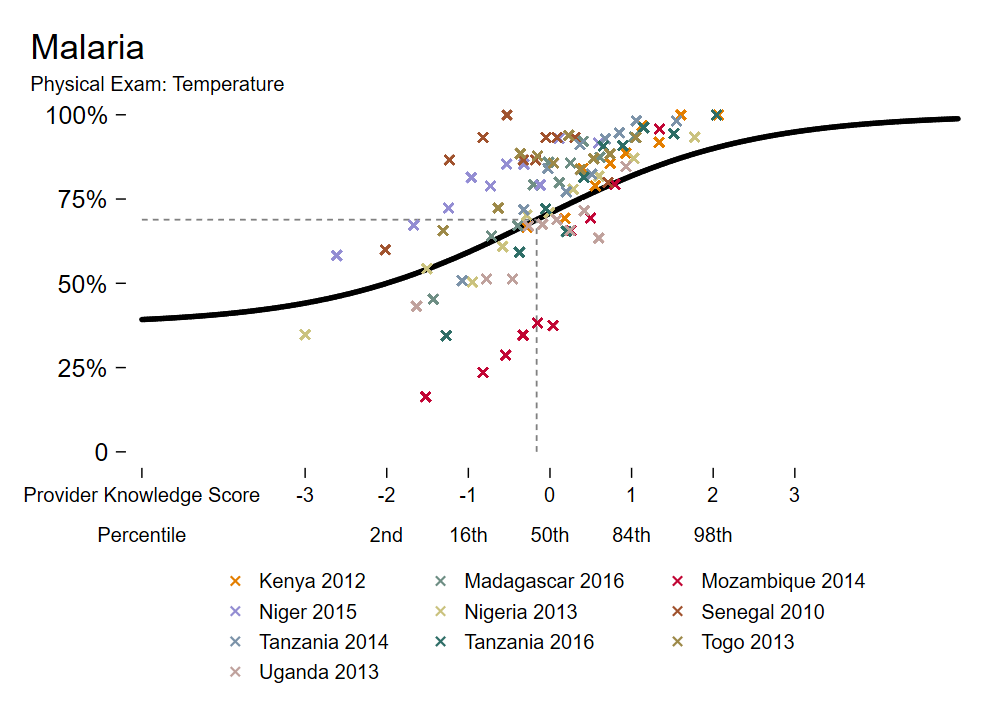 Malaria
Physical Exam: Temperature
100%
75%
50%
25%
0
Provider Knowledge Score -3 -2 -1 0 1 2 3
Percentile 2nd 16th 50th 84th 98th
Kenya 2012 Madagascar 2016 Mozambique 2014
Niger 2015 Nigeria 2013 Senegal 2010
Tanzania 2014 Tanzania 2016 Togo 2013
Uganda 2013